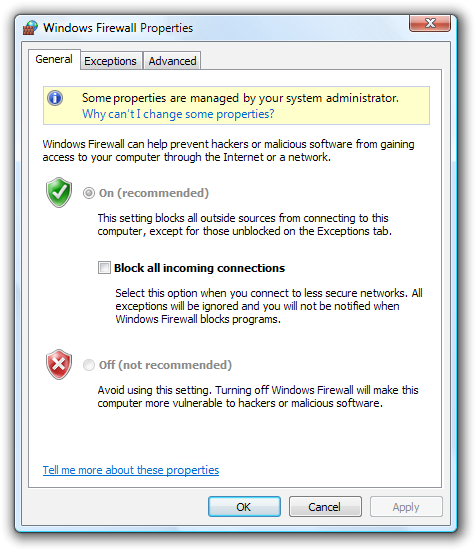 Windows Firewall Properties
General
Exceptions
Advanced
Some properties are managed by your system administrator.
Why can't I change some properties?
Windows Firewall can help prevent hackers or malicious software from gaining
access to your computer through the Internet or a network.
On (recommended)
This setting blocks all outside sources from connecting to this
computer, except for those unblocked on the Exceptions tab.
Block all incoming connections
Select this option when you connect to less secure networks. All
exceptions will be ignored and you will not be notified when
Windows Firewall blocks programs.
Off (not recommended)
Avoid using this setting. Turning off Windows Firewall will make this
computer more vulnerable to hackers or malicious software.
Tell me more about these properties
OK
Cancel
Apply